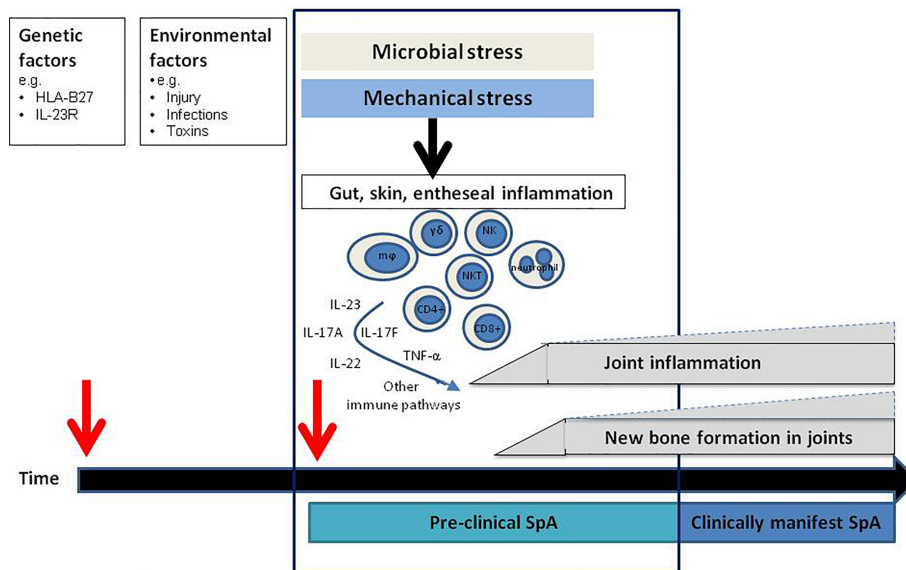 Genetic
factors
e.g.
• HLA-B27
• IL-23R
Environmental
factors
• e.g.
• Injury
• Infections
• Toxins
Microbial stress
Mechanical stress
Gut, skin, entheseal inflammation
γδ
NK
mφ
NKT
neutrophil
CD4+
CD8+
IL-23
IL-17A
IL-17F
IL-22
TNF-α
Other
immune pathways
Joint inflammation
New bone formation in joints
Time
Pre-clinical SpA
Clinically manifest SpA